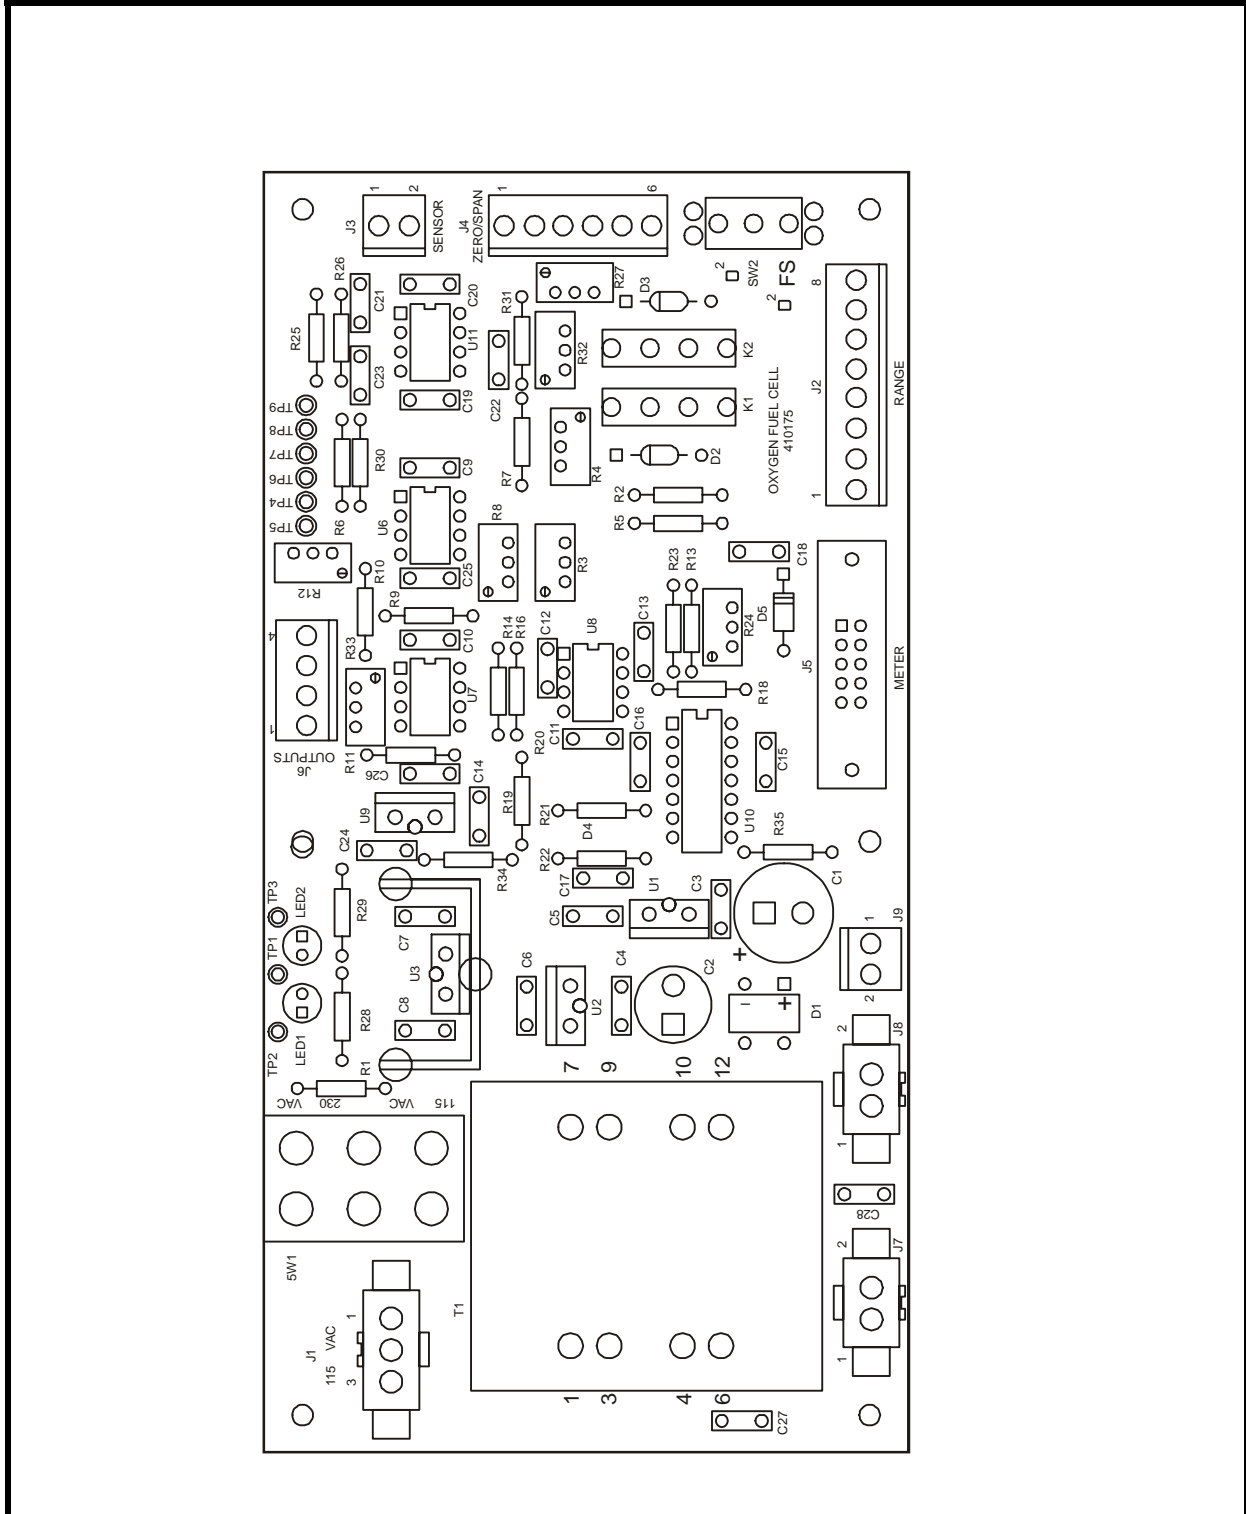 J3
1
2
SENSOR
J4
ZERO/SPAN
1
6
R26
R25
C21
C20
U11
C23
C19
R31
C22
R32
R27
D3
2
SW2
2
FS
K2
K1
J2
8
1
RANGE
OXYGEN FUEL CELL
410175
TP9
TP8
TP7
TP6
TP4
TP5
R30
R6
C9
U6
R7
R4
D2
R2
R5
R8
R3
R12
R10
C25
R9
C10
R33
U7
R14
R16
C12
U8
C13
R23
R13
R24
C18
D5
J5
METER
R18
4
1
J6
OUTPUTS
R11
C26
C14
R20
C11
C16
C15
U9
R19
R21
D4
U10
R35
C24
R34
R22
C17
U1
C3
C1
TP3
LED2
R29
TP1
C7
C5
U3
C6
C4
C2
+
J9
1
2
TP2
LED1
R28
C8
R1
U2
–
+
D1
7
9
10
12
J8
2
1
VAC
230
VAC
115
C28
5W1
T1
J7
2
1
J1
115 VAC
1
3
1
3
4
6
C27